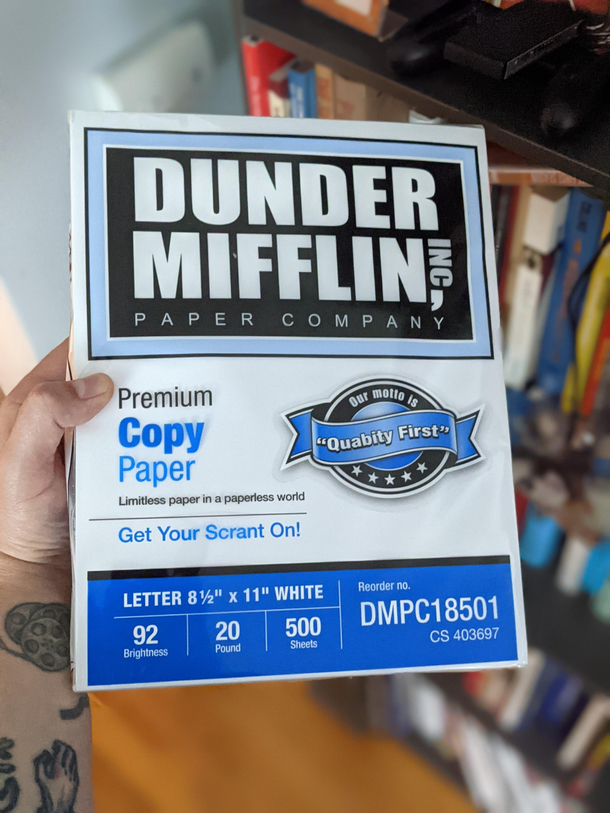 DUNDER
MIFFLIN, INC.
PAPER COMPANY
Premium
Copy
Paper
Limitless paper in a paperless world
Get Your Scrant On!
Our motto is
"Quabity First"
LETTER 8½" x 11" WHITE
92
Brightness
20
Pound
500
Sheets
Reorder no.
DMPC18501
CS 403697